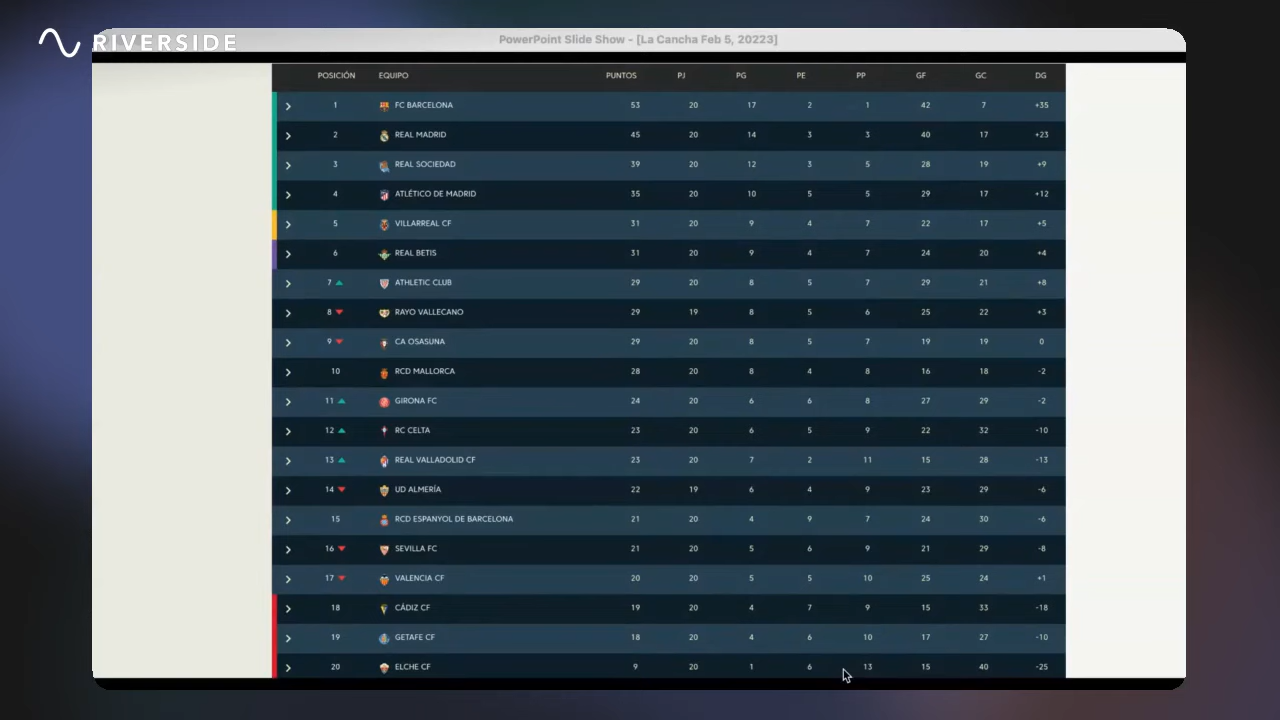 RIVERSIDE
PowerPoint Slide Show - [La Cancha Feb 5, 20223]
POSICIÓN EQUIPO PUNTOS PJ PG PE PP GF GC DG
1 FC BARCELONA 53 20 17 2 1 42 7 +35
2 REAL MADRID 45 20 14 3 3 40 17 +23
3 REAL SOCIEDAD 39 20 12 3 5 28 19 +9
4 ATLÉTICO DE MADRID 35 20 10 5 5 29 17 +12
5 VILLARREAL CF 31 20 9 4 7 22 17 +5
6 REAL BETIS 31 20 9 4 7 24 20 +4
7 ATHLETIC CLUB 29 20 8 5 7 29 21 +8
8 RAYO VALLECANO 29 19 8 5 6 25 22 +3
9 CA OSASUNA 29 20 8 5 7 19 19 0
10 RCD MALLORCA 28 20 8 4 8 16 18 -2
11 GIRONA FC 24 20 6 6 8 27 29 -2
12 RC CELTA 23 20 6 5 9 22 32 -10
13 REAL VALLADOLID CF 23 20 7 2 11 15 28 -13
14 UD ALMERÍA 22 19 6 4 9 23 29 -6
15 RCD ESPANYOL DE BARCELONA 21 20 4 9 7 24 30 -6
16 SEVILLA FC 21 20 5 6 9 21 29 -8
17 VALENCIA CF 20 20 5 5 10 25 24 +1
18 CÁDIZ CF 19 20 4 7 9 15 33 -18
19 GETAFE CF 18 20 4 6 10 17 27 -10
20 ELCHE CF 9 20 1 6 13 15 40 -25